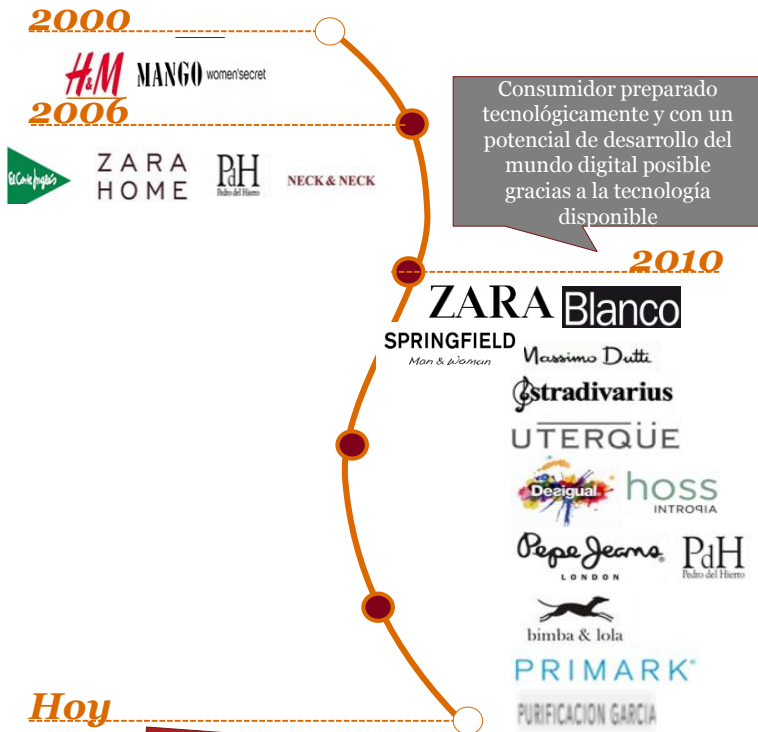 2000
H&M MANGO women'secret
2006
El Corte Inglés
ZARA
HOME
PdH
Pedro del Hierro
NECK & NECK
Consumidor preparado
tecnológicamente y con un
potencial de desarrollo del
mundo digital posible
gracias a la tecnología
disponible
2010
ZARA Blanco
SPRINGFIELD
Man & Woman
Massimo Dutti
stradivarius
UTERQÜE
Desigual
hoss
INTROPIA
Pepe Jeans
LONDON
PdH
Pedro del Hierro
bimba & lola
PRIMARK®
PURIFICACION GARCIA
Hoy